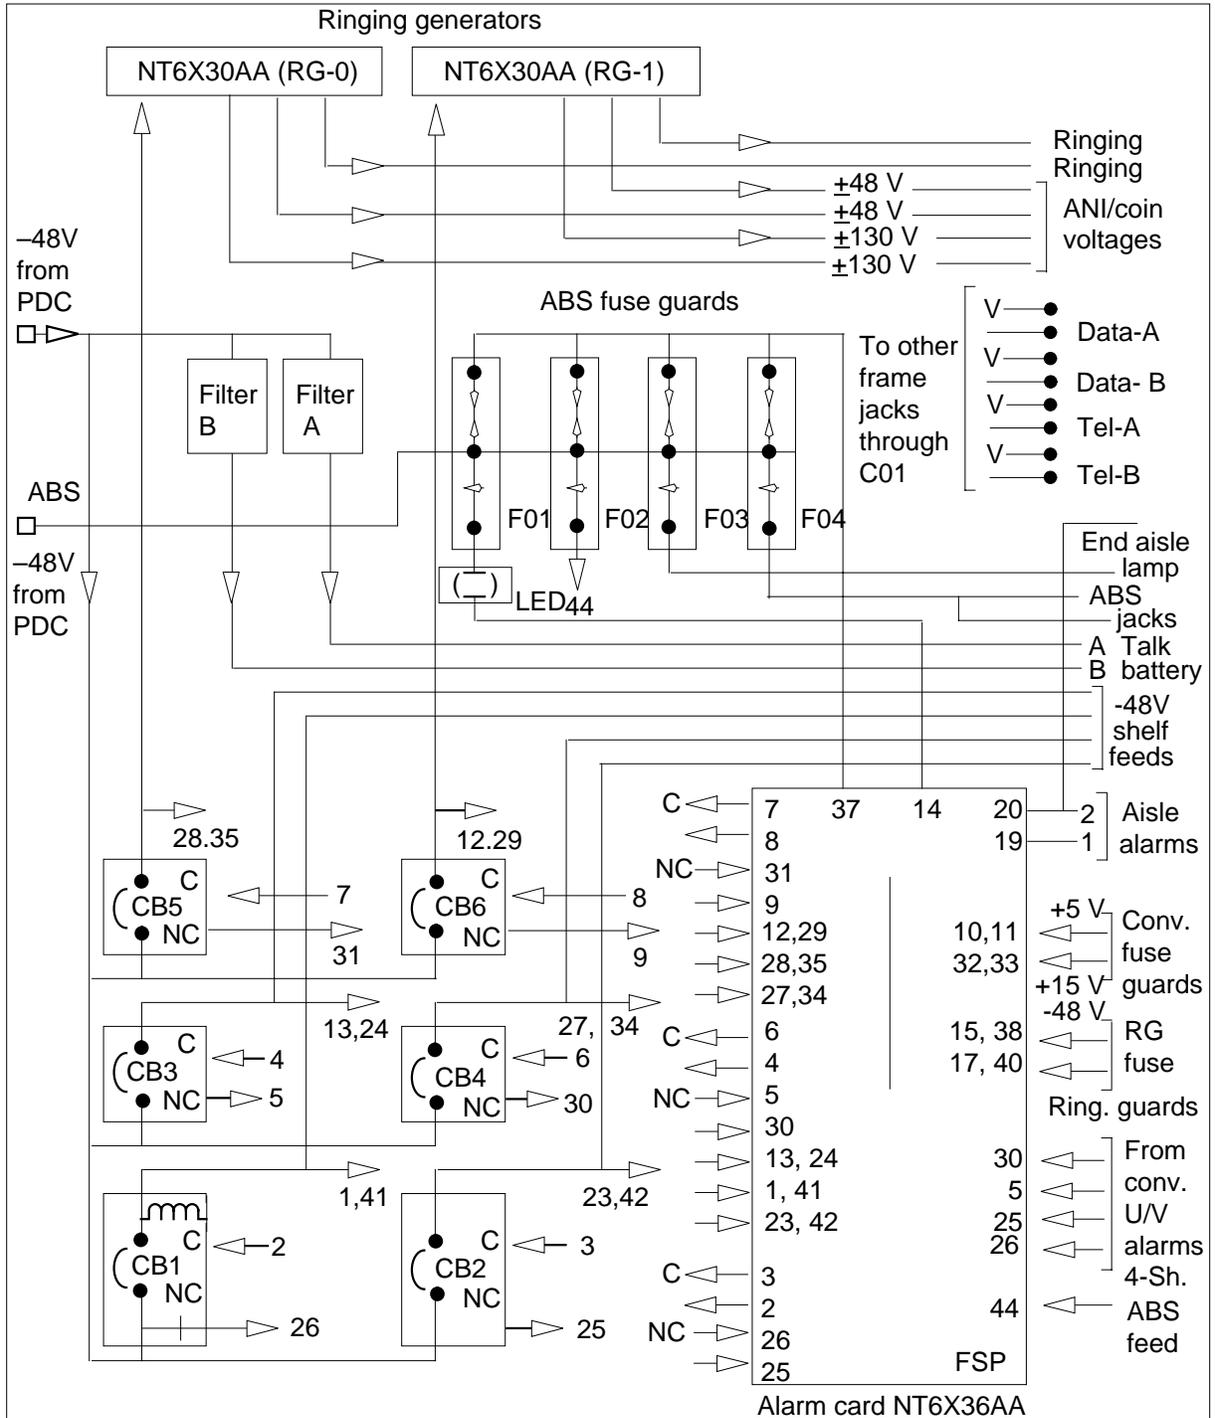 Ringing generators
NT6X30AA (RG-0)
NT6X30AA (RG-1)
Ringing
Ringing
±48 V
±48 V
±130 V
±130 V
ANI/coin
voltages
–48V
from
PDC
ABS fuse guards
Filter
B
Filter
A
To other
frame
jacks
through
C01
V
Data-A
V
Data- B
V
Tel-A
V
Tel-B
ABS
–48V
from
PDC
F01
F02
F03
F04
( )
LED
44
End aisle
lamp
ABS
jacks
A Talk
B battery
-48V
shelf
feeds
28.35
12.29
C
CB5
NC
7
31
C
CB6
NC
8
9
13,24
27, 34
C
CB3
NC
4
5
C
CB4
NC
6
30
1,41
23,42
C
CB1
NC
2
26
C
CB2
NC
3
25
C
7
37
14
20
2
Aisle
8
19
1
alarms
NC
31
9
12,29
28,35
27,34
10,11
32,33
+5 V
Conv.
fuse
guards
+15 V
-48 V
C
6
4
NC
5
30
15, 38
17, 40
RG
fuse
Ring. guards
13, 24
1, 41
23, 42
30
5
25
26
From
conv.
U/V
alarms
4-Sh.
C
3
2
NC
26
25
44
ABS
feed
FSP
Alarm card NT6X36AA